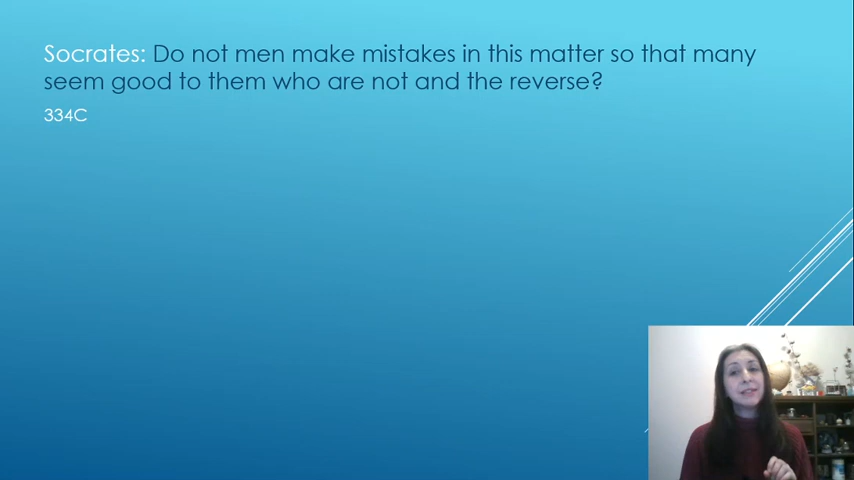 Socrates: Do not men make mistakes in this matter so that many
seem good to them who are not and the reverse?
334C